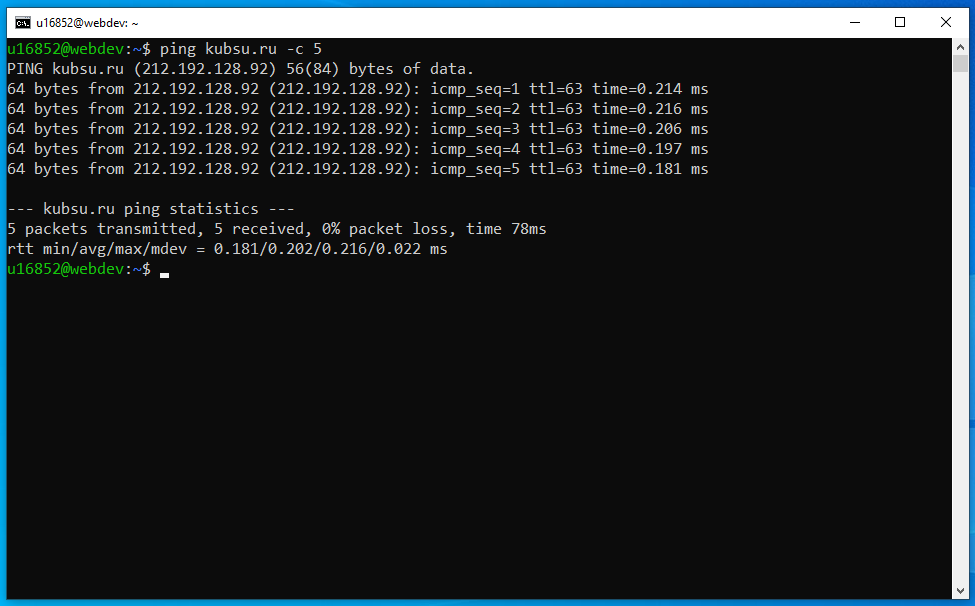 u16852@webdev: ~
u16852@webdev:~$ ping kubsu.ru -c 5
PING kubsu.ru (212.192.128.92) 56(84) bytes of data.
64 bytes from 212.192.128.92 (212.192.128.92): icmp_seq=1 ttl=63 time=0.214 ms
64 bytes from 212.192.128.92 (212.192.128.92): icmp_seq=2 ttl=63 time=0.216 ms
64 bytes from 212.192.128.92 (212.192.128.92): icmp_seq=3 ttl=63 time=0.206 ms
64 bytes from 212.192.128.92 (212.192.128.92): icmp_seq=4 ttl=63 time=0.197 ms
64 bytes from 212.192.128.92 (212.192.128.92): icmp_seq=5 ttl=63 time=0.181 ms

--- kubsu.ru ping statistics ---
5 packets transmitted, 5 received, 0% packet loss, time 78ms
rtt min/avg/max/mdev = 0.181/0.202/0.216/0.022 ms
u16852@webdev:~$